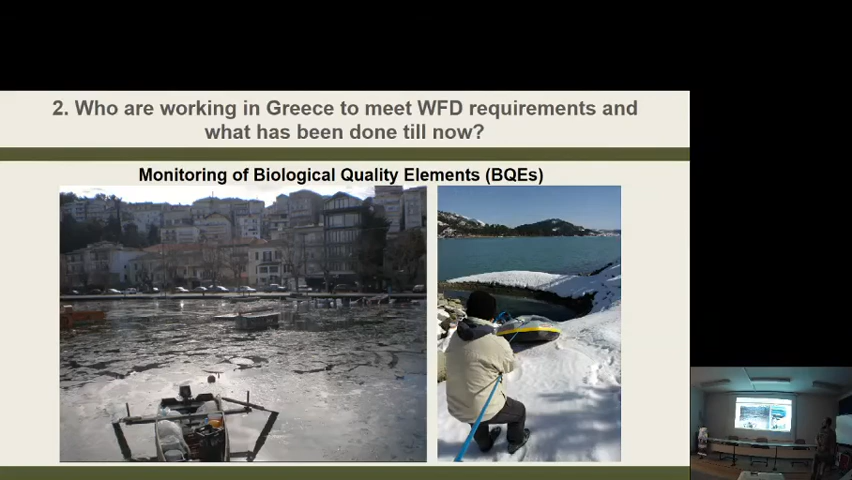 2. Who are working in Greece to meet WFD requirements and
what has been done till now?
Monitoring of Biological Quality Elements (BQEs)